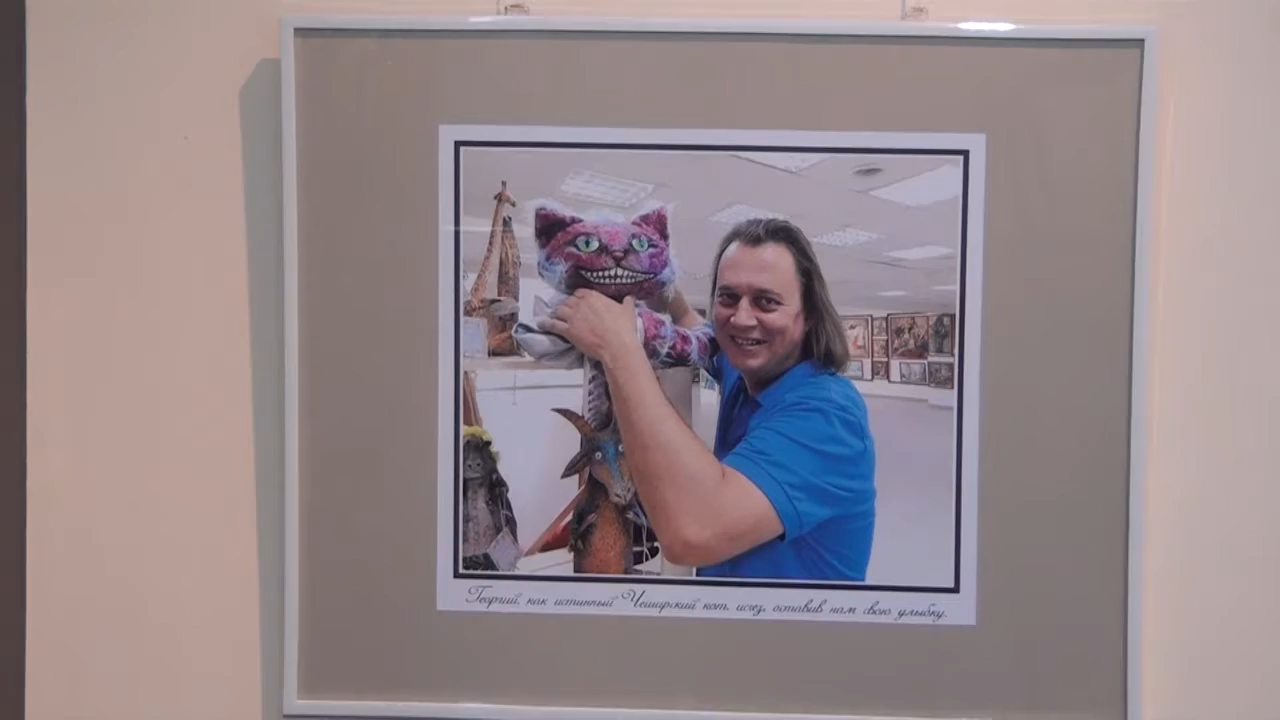 Георгий, как истинный Чеширский кот, исчез, оставив нам свою улыбку.